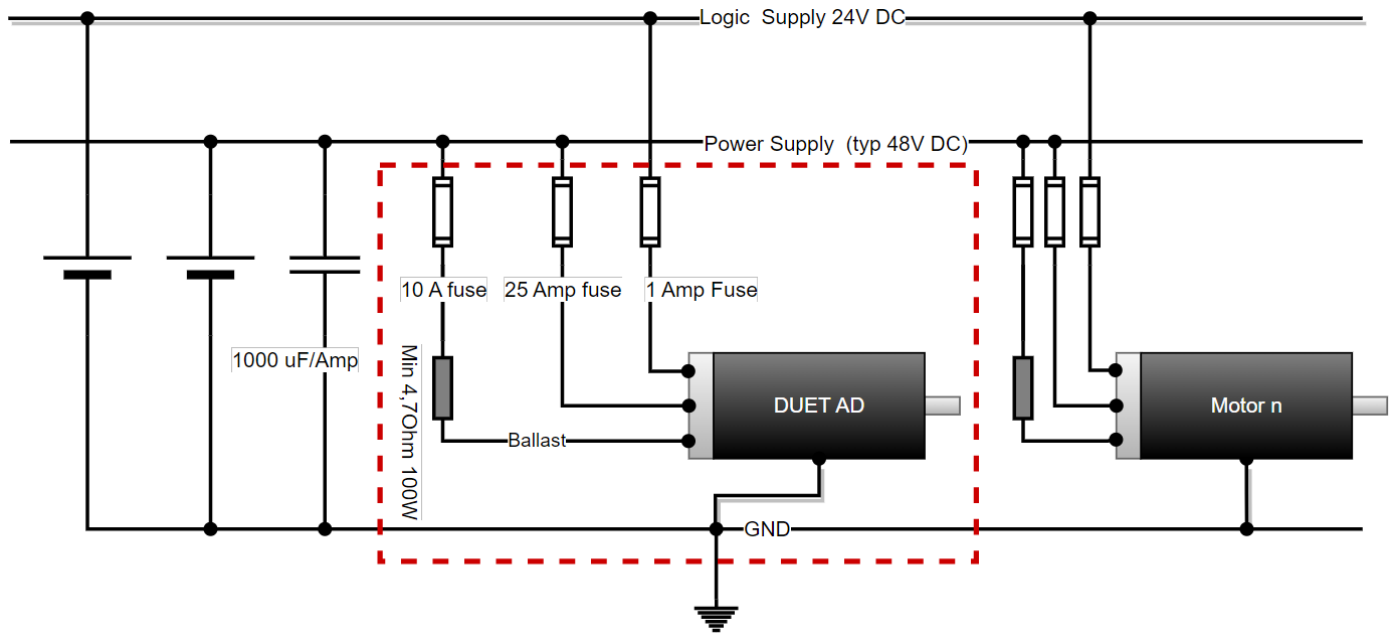 Logic  Supply 24V DC
Power Supply  (typ 48V DC)
10 A fuse
25 Amp fuse
1 Amp Fuse
1000 uF/Amp
Min 4,7Ohm 100W
DUET AD
Motor n
Ballast
GND